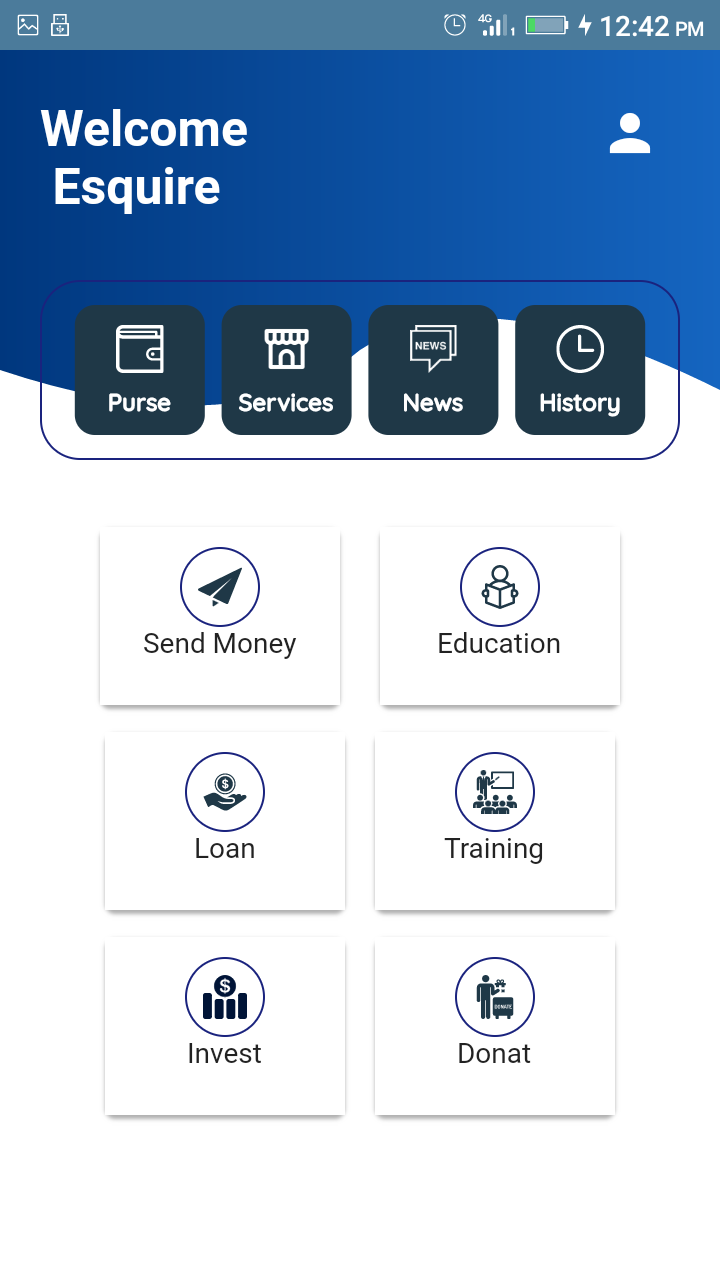 4G 1 12:42 PM
Welcome
Esquire
NEWS
Purse Services News History
Send Money Education
$
Loan Training
$ DONATE
Invest Donat